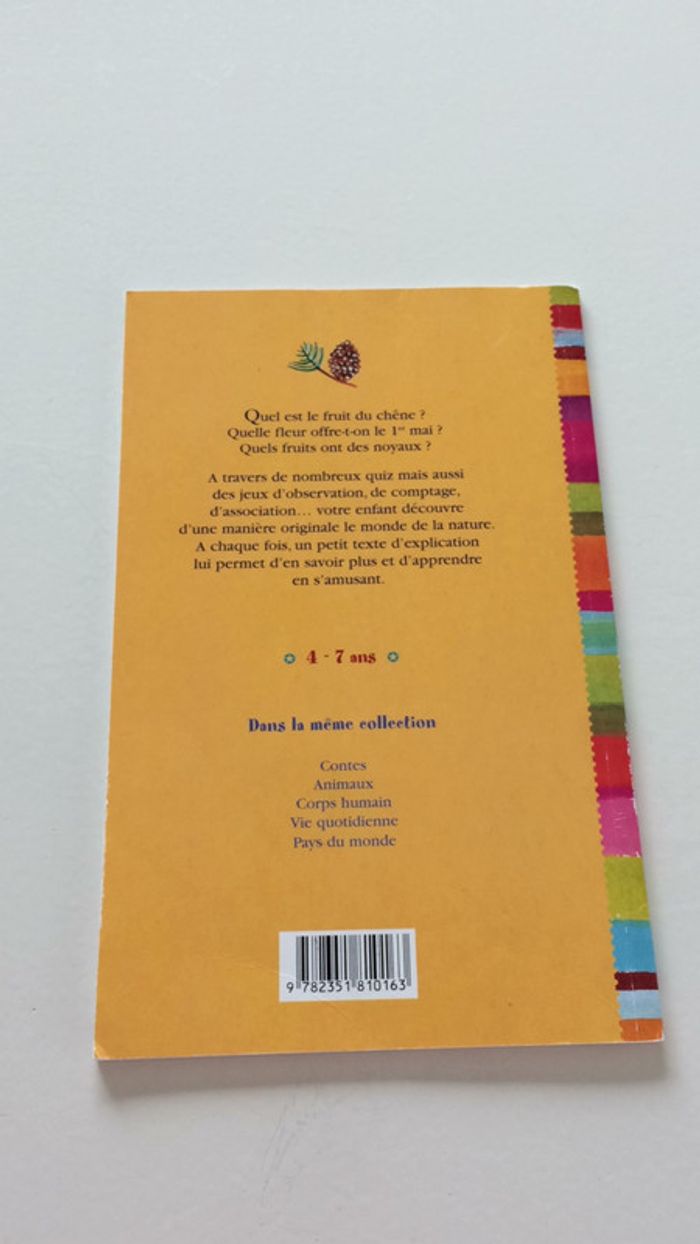 Quel est le fruit du chêne ?
Quelle fleur offre-t-on le 1er mai ?
Quels fruits ont des noyaux ?
A travers de nombreux quiz mais aussi
des jeux d'observation, de comptage,
d'association... votre enfant découvre
d'une manière originale le monde de la nature.
A chaque fois, un petit texte d'explication
lui permet d'en savoir plus et d'apprendre
en s'amusant.
4 - 7 ans
Dans la même collection
Contes
Animaux
Corps humain
Vie quotidienne
Pays du monde
9 782351 810163